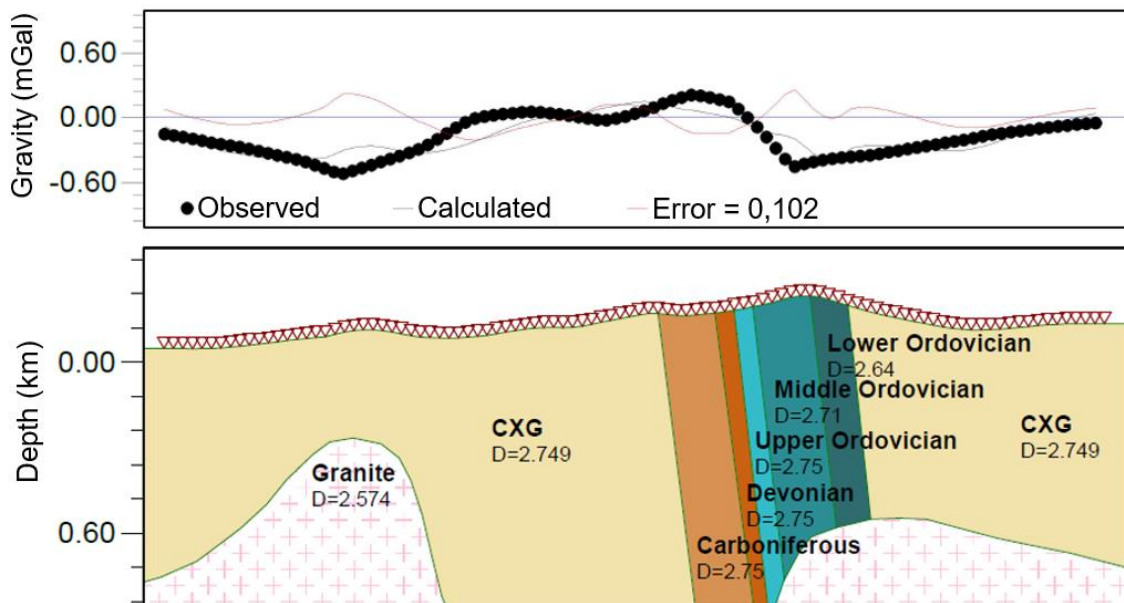 Gravity (mGal)
0.60
0.00
-0.60
Observed
Calculated
Error = 0,102
Depth (km)
0.00
0.60
Granite
D=2.574
CXG
D=2.749
Lower Ordovician
D=2.64
Middle Ordovician
D=2.71
Upper Ordovician
D=2.75
Devonian
D=2.75
Carboniferous
D=2.75
CXG
D=2.749